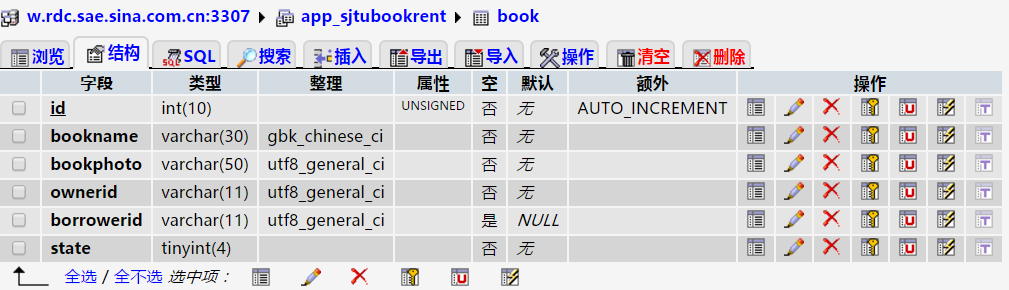 w.rdc.sae.sina.com.cn:3307 app_sjtubookrent book
浏览 结构 SQL 搜索 插入 导出 导入 操作 清空 删除
字段 类型 整理 属性 空 默认 额外 操作
id int(10) UNSIGNED 否 无 AUTO_INCREMENT
bookname varchar(30) gbk_chinese_ci 否 无
bookphoto varchar(50) utf8_general_ci 否 无
ownerid varchar(11) utf8_general_ci 否 无
borrowerid varchar(11) utf8_general_ci 是 NULL
state tinyint(4) 否 无
全选 / 全不选 选中项：